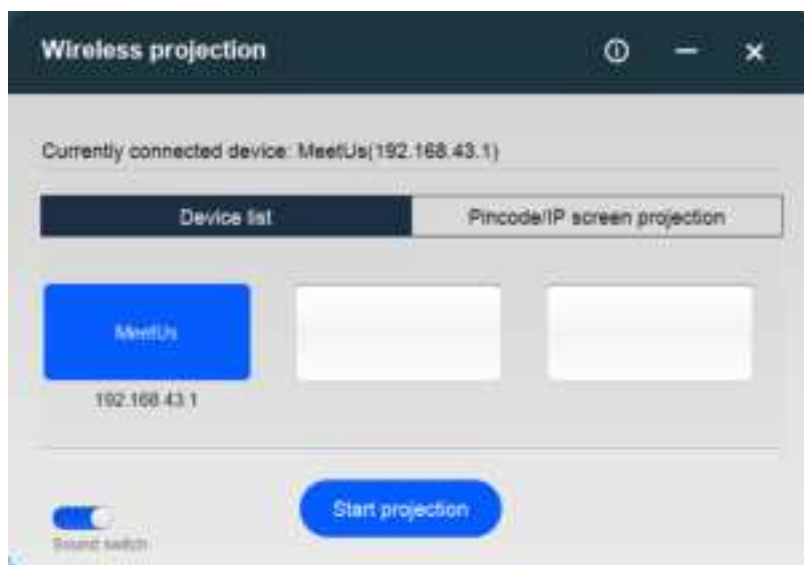 Wireless projection
Currently connected device: MeetUs(192.168.43.1)
Device list
Pincode/IP screen projection
MeetUs
192.168.43.1
Start projection
Sound switch